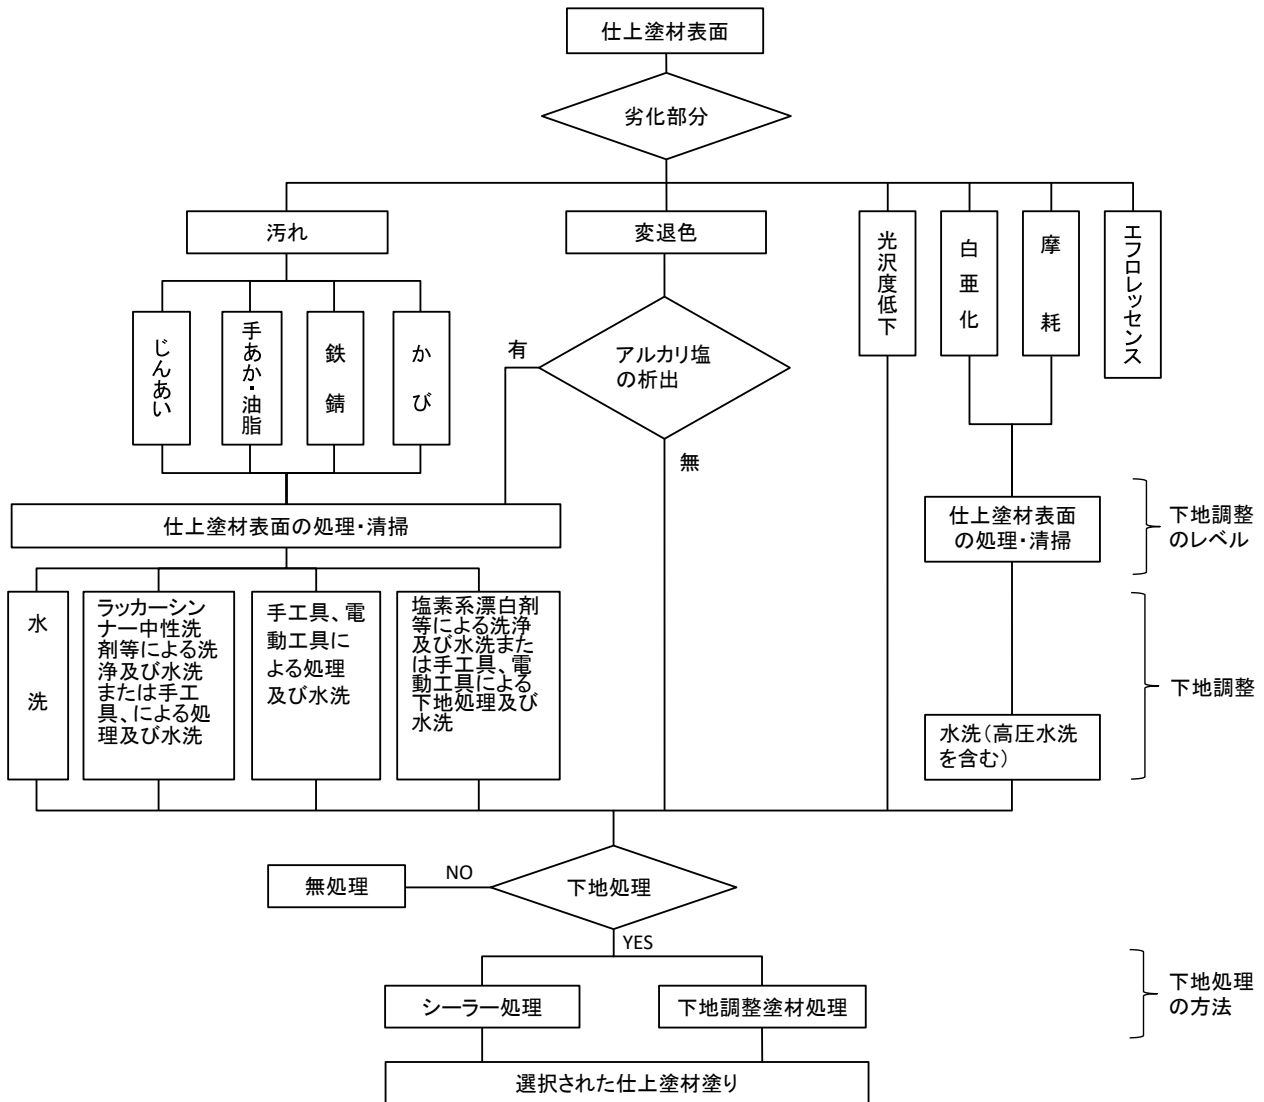 仕上塗材表面
劣化部分
汚れ
変退色
光沢度低下
白亜化
摩耗
エフロレッセンス
じんあい
手あか・油脂
鉄錆
かび
有
アルカリ塩
の析出
無
仕上塗材表面の処理・清掃
仕上塗材表面
の処理・清掃
下地調整
のレベル
水洗
ラッカーシン
ナー中性洗
剤等による洗
浄及び水洗
または手工
具、による処
理及び水洗
手工具、電
動工具に
よる処理
及び水洗
塩素系漂白剤
等による洗浄
及び水洗また
は手工具、電
動工具による
下地処理及び
水洗
下地調整
水洗(高圧水洗
を含む)
無処理
NO
下地処理
YES
シーラー処理
下地調整塗材処理
下地処理
の方法
選択された仕上塗材塗り